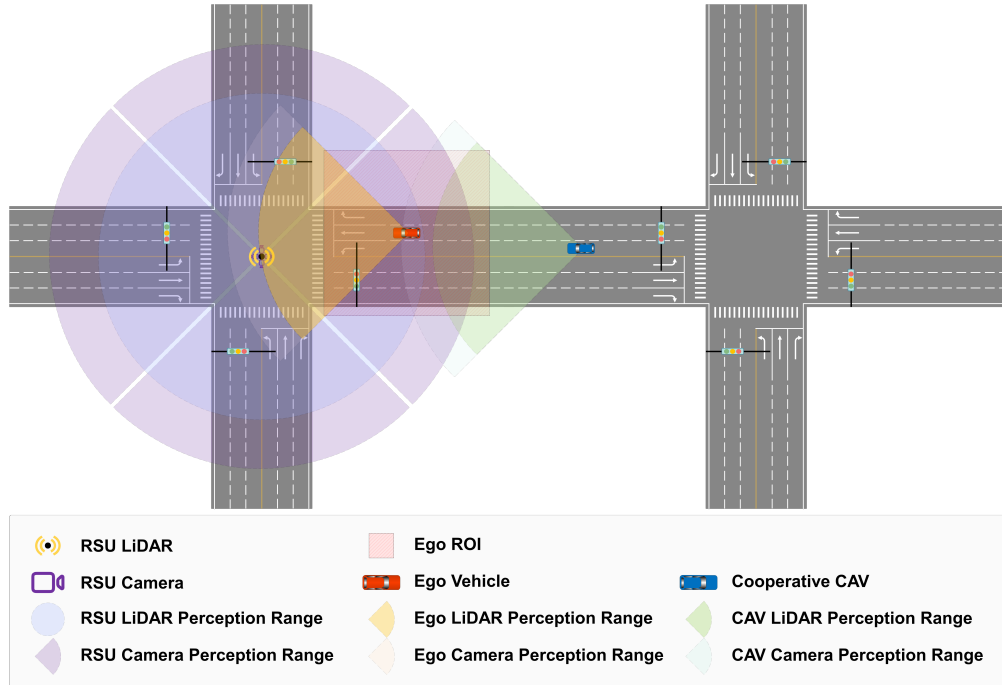 RSU LiDAR
Ego ROI
RSU Camera
Ego Vehicle
Cooperative CAV
RSU LiDAR Perception Range
Ego LiDAR Perception Range
CAV LiDAR Perception Range
RSU Camera Perception Range
Ego Camera Perception Range
CAV Camera Perception Range